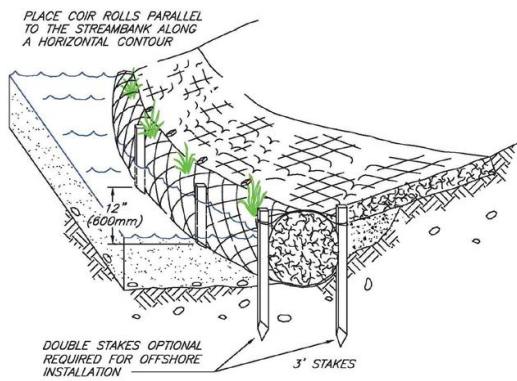 PLACE COIR ROLLS PARALLEL
TO THE STREAMBANK ALONG
A HORIZONTAL CONTOUR
12"
(600mm)
DOUBLE STAKES OPTIONAL
REQUIRED FOR OFFSHORE
INSTALLATION
3' STAKES